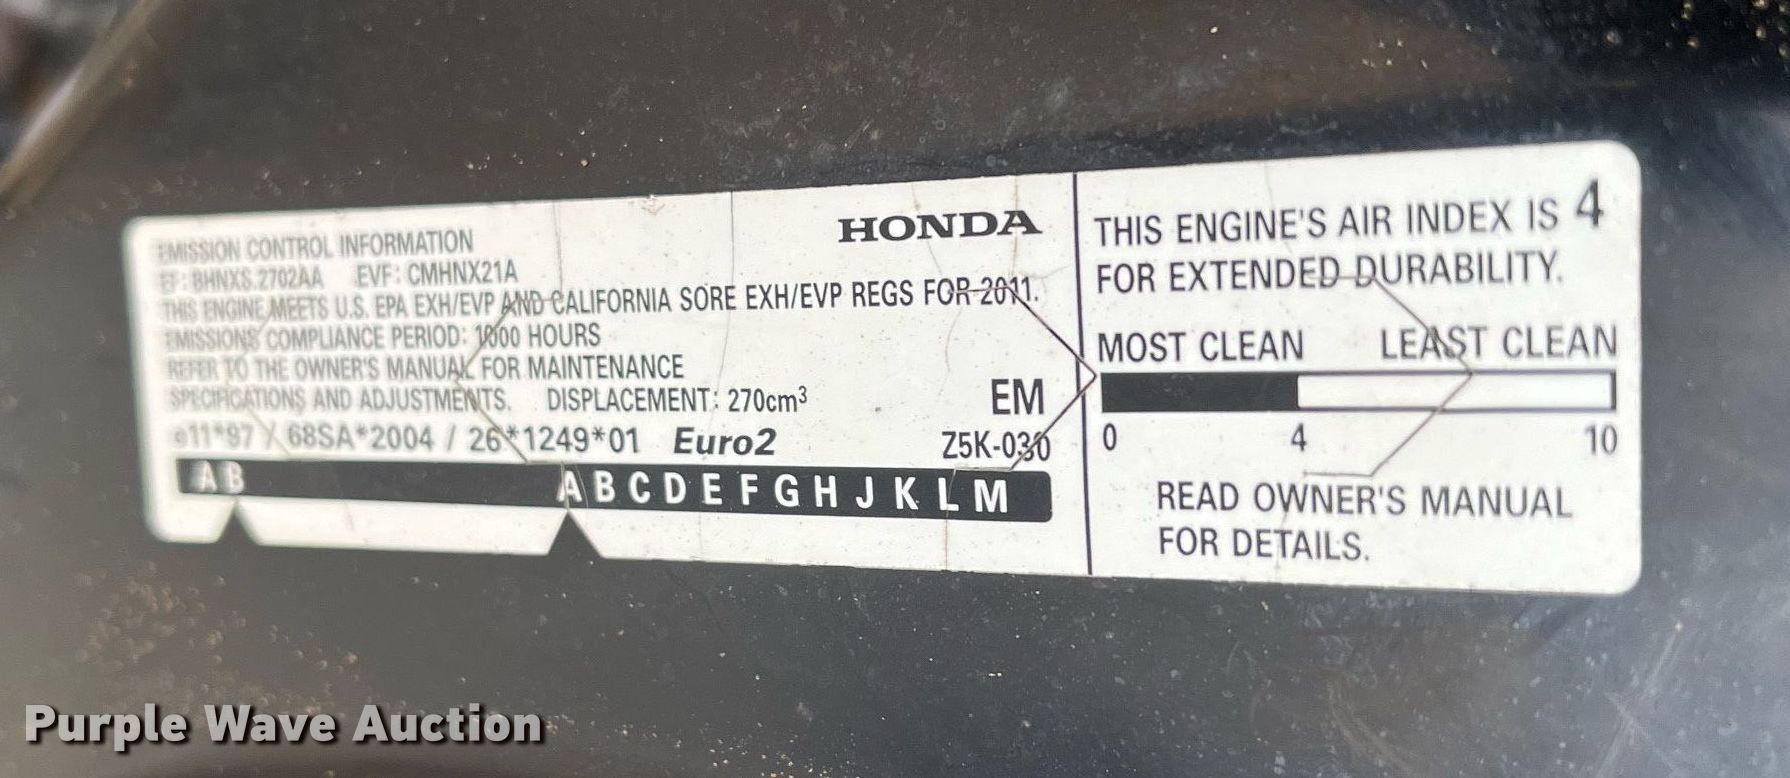 EMISSION CONTROL INFORMATION
EF: BHNXS.2702AA EVF: CMHNX21A
HONDA
THIS ENGINE MEETS U.S. EPA EXH/EVP AND CALIFORNIA SORE EXH/EVP REGS FOR 2011.
EMISSIONS COMPLIANCE PERIOD: 1000 HOURS
REFER TO THE OWNER'S MANUAL FOR MAINTENANCE
SPECIFICATIONS AND ADJUSTMENTS. DISPLACEMENT: 270cm³
EM
e11*97 / 68SA*2004 / 26*1249*01 Euro2
Z5K-030
A B
A B C D E F G H J K L M
THIS ENGINE'S AIR INDEX IS 4
FOR EXTENDED DURABILITY.
MOST CLEAN LEAST CLEAN
0 4 10
READ OWNER'S MANUAL
FOR DETAILS.
Purple Wave Auction